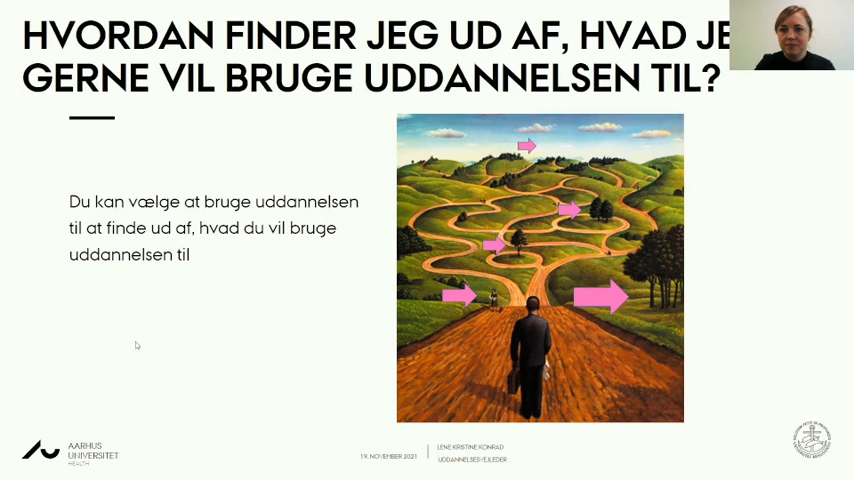 HVORDAN FINDER JEG UD AF, HVAD JE
GERNE VIL BRUGE UDDANNELSEN TIL?
Du kan vælge at bruge uddannelsen
til at finde ud af, hvad du vil bruge
uddannelsen til
AARHUS
UNIVERSITET
HEALTH
19. NOVEMBER 2021
LENE KRISTINE KONRAD